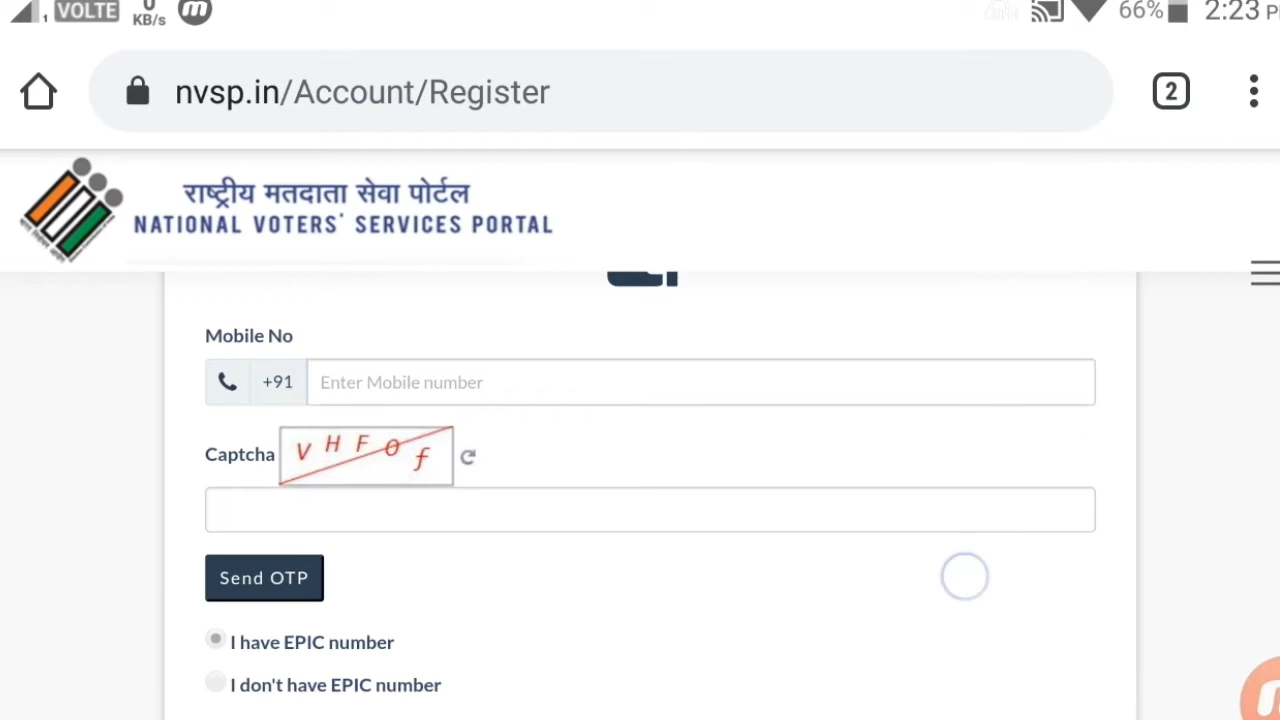 VOLTE 0 KB/s m 66% 2:23 P
nvsp.in/Account/Register 2
राष्ट्रीय मतदाता सेवा पोर्टल
NATIONAL VOTERS' SERVICES PORTAL
Mobile No
+91 Enter Mobile number
Captcha V H F O f
Send OTP
I have EPIC number
I don't have EPIC number